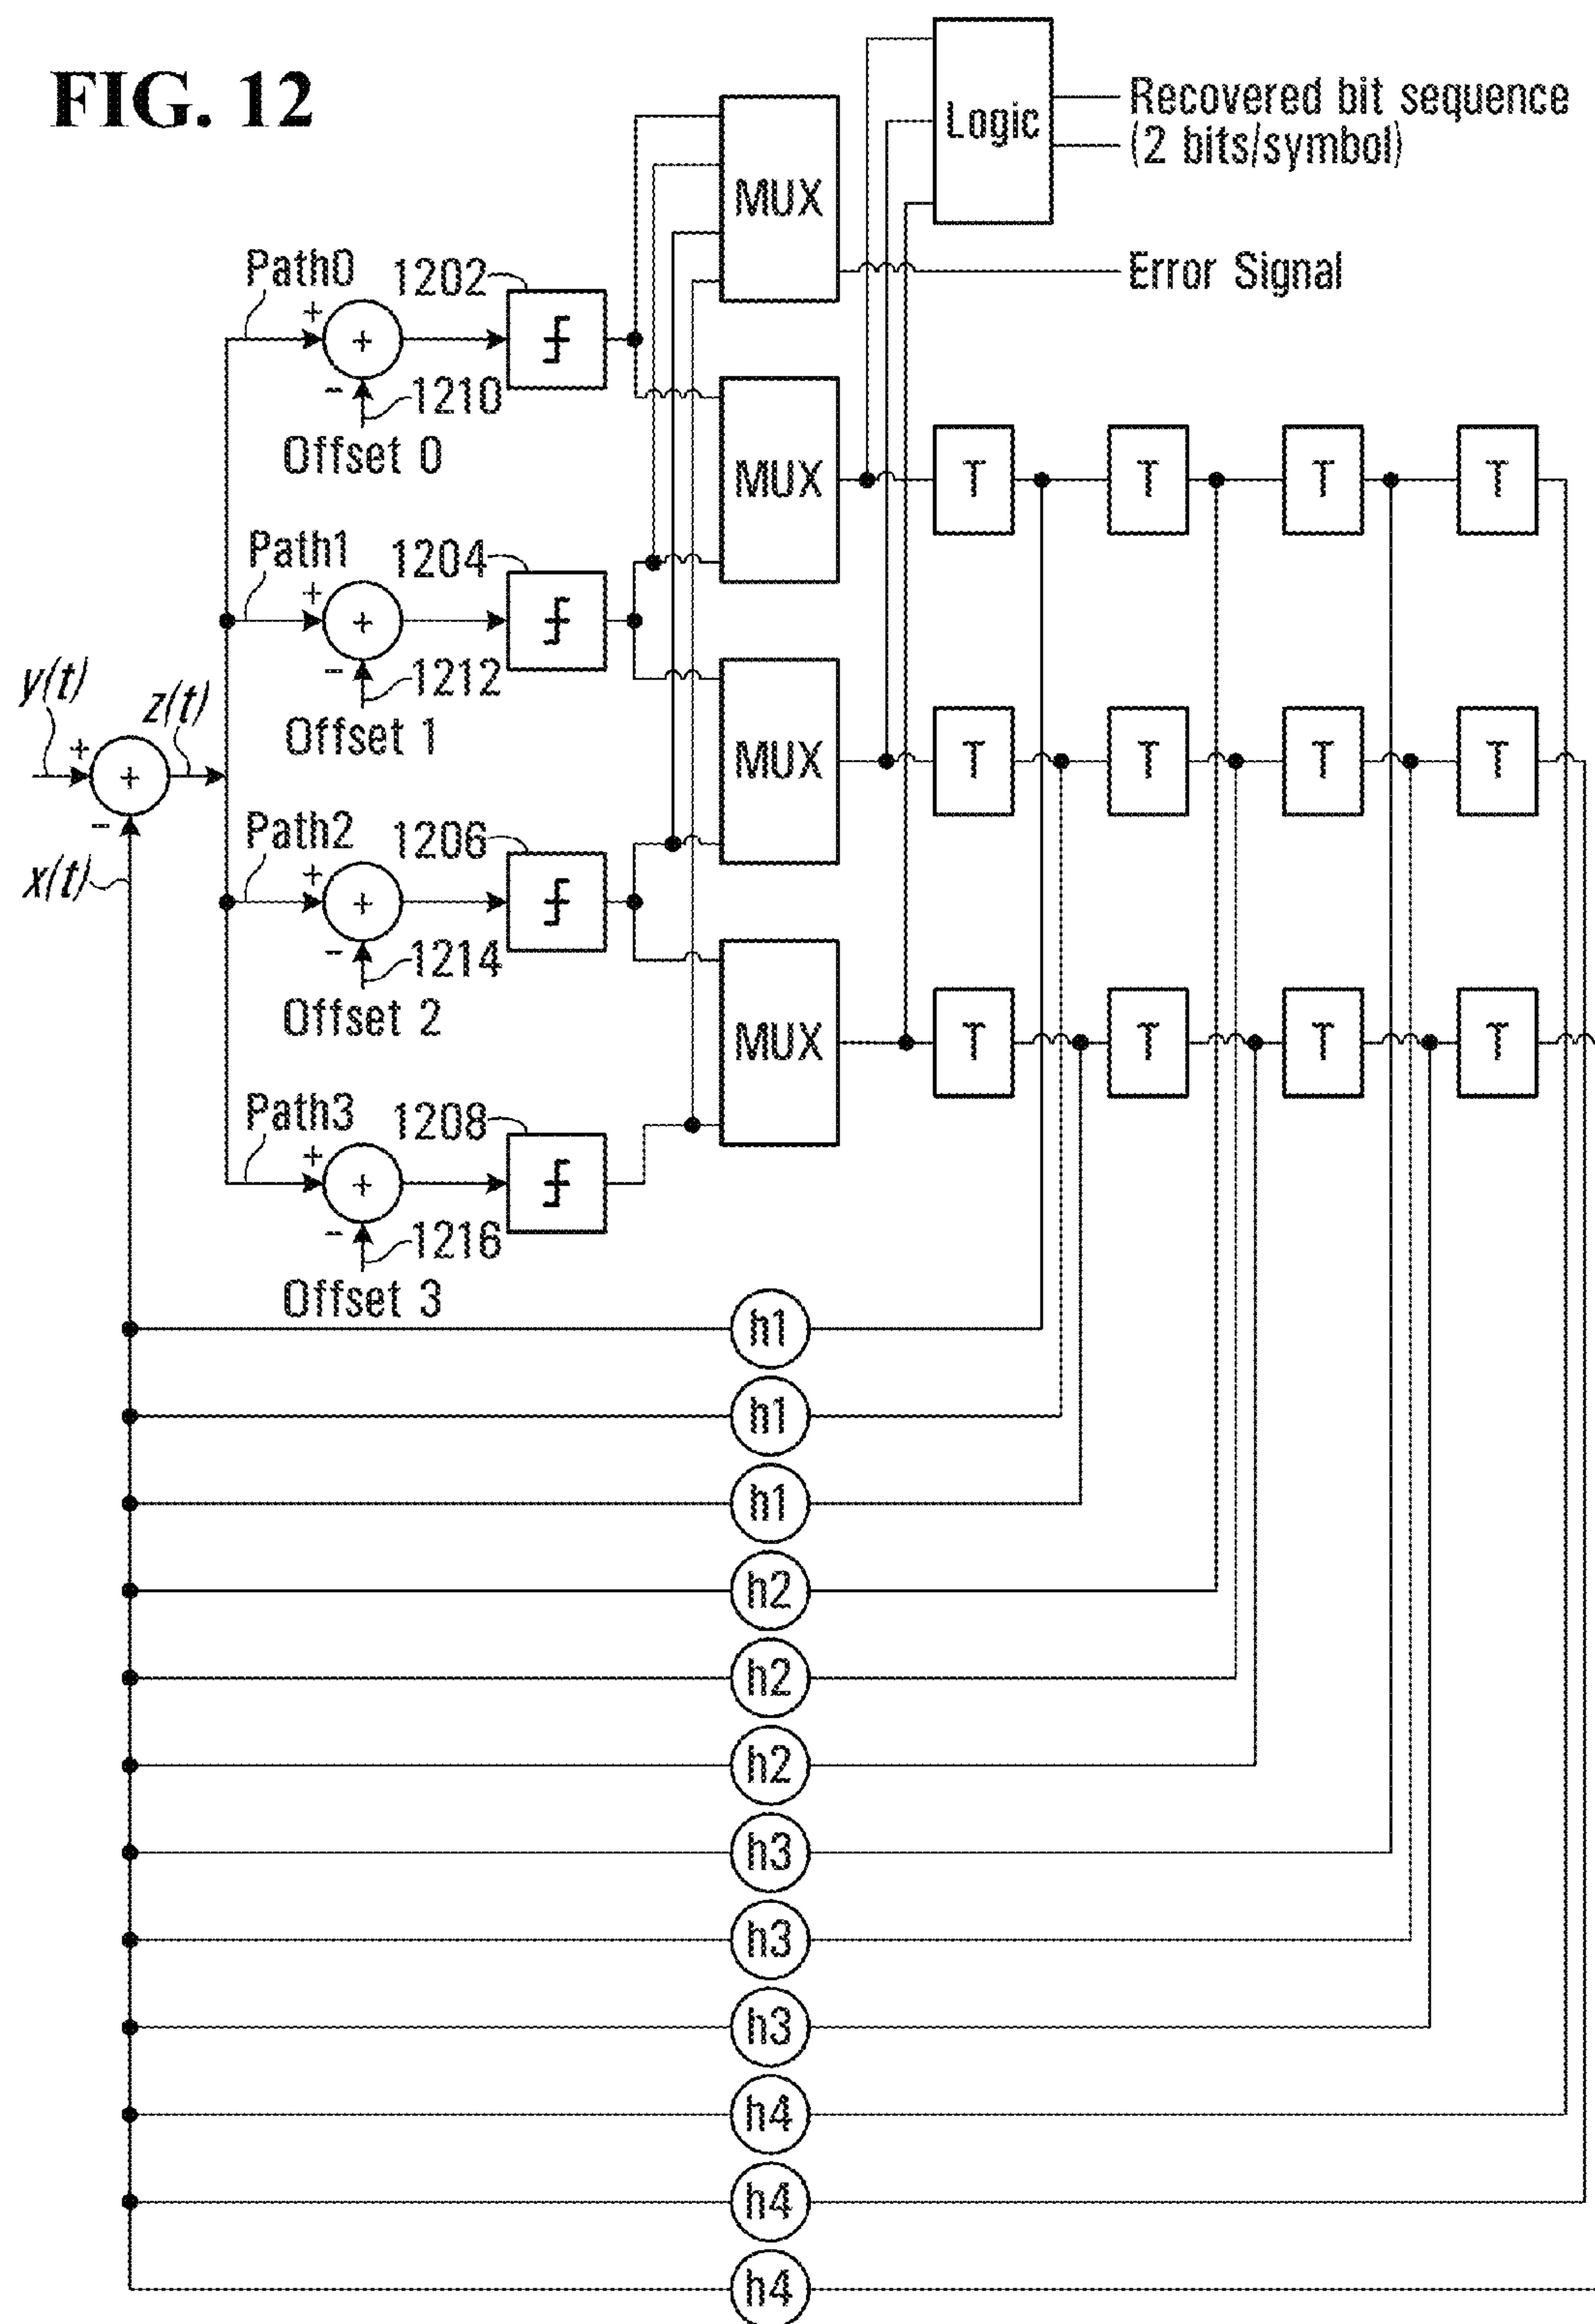 FIG. 12
Logic
Recovered bit sequence
(2 bits/symbol)
MUX
Error Signal
Path0
+
1202
+
-
1210
Offset 0
MUX
T
T
T
T
Path1
+
1204
+
-
1212
Offset 1
y(t)
z(t)
+
+
-
x(t)
MUX
T
T
T
T
Path2
+
1206
+
-
1214
Offset 2
MUX
T
T
T
T
Path3
+
1208
+
-
1216
Offset 3
h1
h1
h1
h2
h2
h2
h3
h3
h3
h4
h4
h4